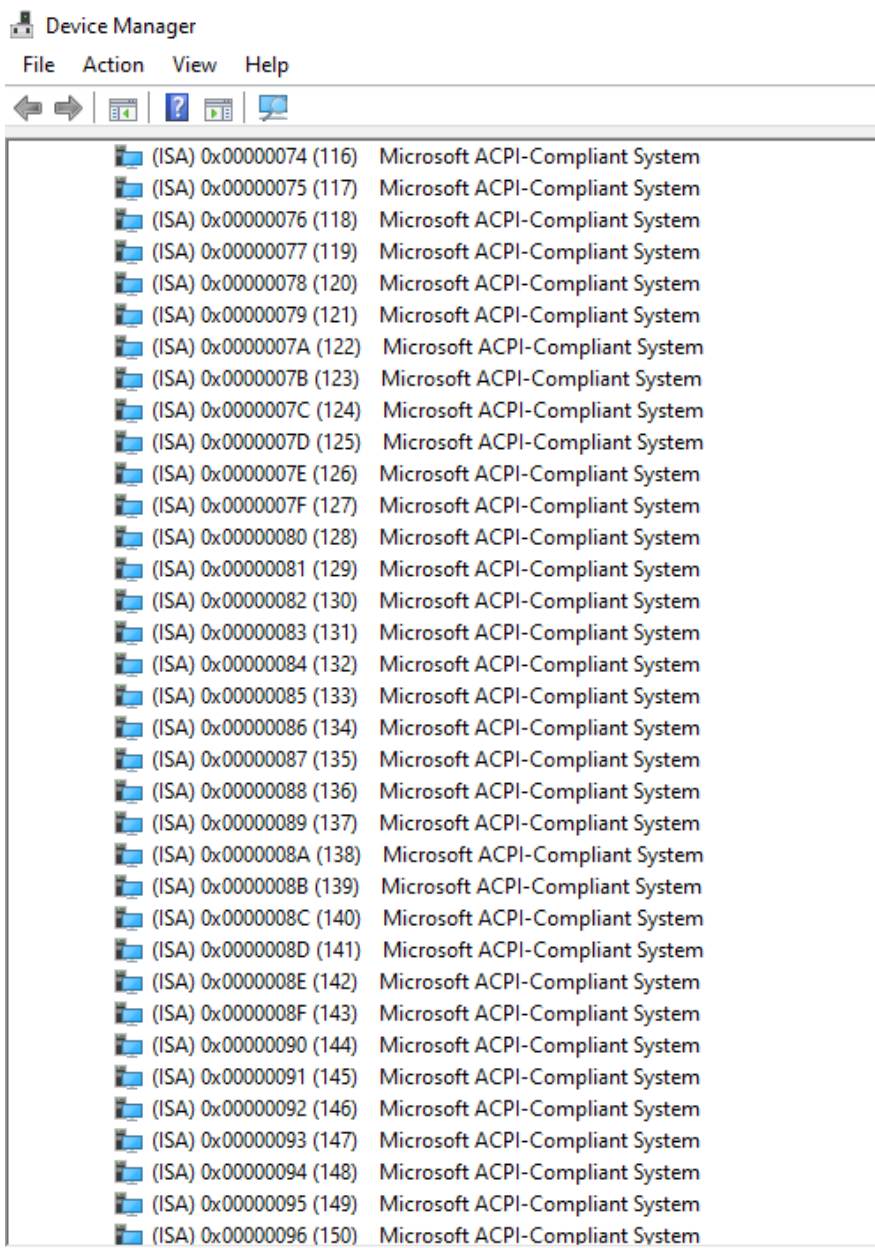 Device Manager
File Action View Help
(ISA) 0x00000074 (116) Microsoft ACPI-Compliant System
(ISA) 0x00000075 (117) Microsoft ACPI-Compliant System
(ISA) 0x00000076 (118) Microsoft ACPI-Compliant System
(ISA) 0x00000077 (119) Microsoft ACPI-Compliant System
(ISA) 0x00000078 (120) Microsoft ACPI-Compliant System
(ISA) 0x00000079 (121) Microsoft ACPI-Compliant System
(ISA) 0x0000007A (122) Microsoft ACPI-Compliant System
(ISA) 0x0000007B (123) Microsoft ACPI-Compliant System
(ISA) 0x0000007C (124) Microsoft ACPI-Compliant System
(ISA) 0x0000007D (125) Microsoft ACPI-Compliant System
(ISA) 0x0000007E (126) Microsoft ACPI-Compliant System
(ISA) 0x0000007F (127) Microsoft ACPI-Compliant System
(ISA) 0x00000080 (128) Microsoft ACPI-Compliant System
(ISA) 0x00000081 (129) Microsoft ACPI-Compliant System
(ISA) 0x00000082 (130) Microsoft ACPI-Compliant System
(ISA) 0x00000083 (131) Microsoft ACPI-Compliant System
(ISA) 0x00000084 (132) Microsoft ACPI-Compliant System
(ISA) 0x00000085 (133) Microsoft ACPI-Compliant System
(ISA) 0x00000086 (134) Microsoft ACPI-Compliant System
(ISA) 0x00000087 (135) Microsoft ACPI-Compliant System
(ISA) 0x00000088 (136) Microsoft ACPI-Compliant System
(ISA) 0x00000089 (137) Microsoft ACPI-Compliant System
(ISA) 0x0000008A (138) Microsoft ACPI-Compliant System
(ISA) 0x0000008B (139) Microsoft ACPI-Compliant System
(ISA) 0x0000008C (140) Microsoft ACPI-Compliant System
(ISA) 0x0000008D (141) Microsoft ACPI-Compliant System
(ISA) 0x0000008E (142) Microsoft ACPI-Compliant System
(ISA) 0x0000008F (143) Microsoft ACPI-Compliant System
(ISA) 0x00000090 (144) Microsoft ACPI-Compliant System
(ISA) 0x00000091 (145) Microsoft ACPI-Compliant System
(ISA) 0x00000092 (146) Microsoft ACPI-Compliant System
(ISA) 0x00000093 (147) Microsoft ACPI-Compliant System
(ISA) 0x00000094 (148) Microsoft ACPI-Compliant System
(ISA) 0x00000095 (149) Microsoft ACPI-Compliant System
(ISA) 0x00000096 (150) Microsoft ACPI-Compliant System